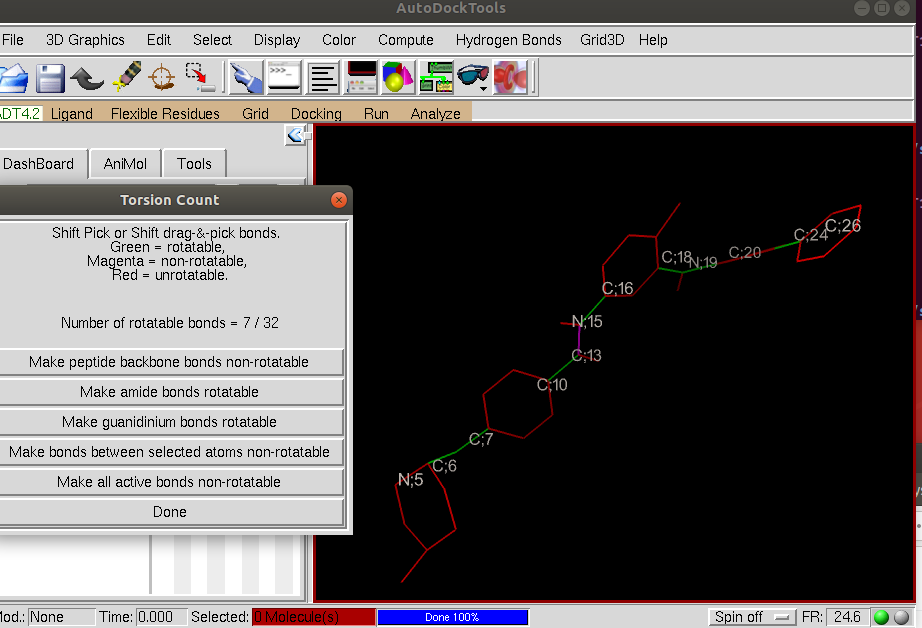 AutoDockTools
File 3D Graphics Edit Select Display Color Compute Hydrogen Bonds Grid3D Help
ADT4.2 Ligand Flexible Residues Grid Docking Run Analyze
DashBoard AniMol Tools
Torsion Count
Shift Pick or Shift drag-&-pick bonds.
Green = rotatable,
Magenta = non-rotatable,
Red = unrotatable.
Number of rotatable bonds = 7 / 32
Make peptide backbone bonds non-rotatable
Make amide bonds rotatable
Make guanidinium bonds rotatable
Make bonds between selected atoms non-rotatable
Make all active bonds non-rotatable
Done
C;26
C;24
C;20
C;18
N;19
C;16
N;15
C;13
C;10
C;7
C;6
N;5
Mod.: None Time: 0.000 Selected: 0 Molecule(s) Done 100% Spin off FR: 24.6